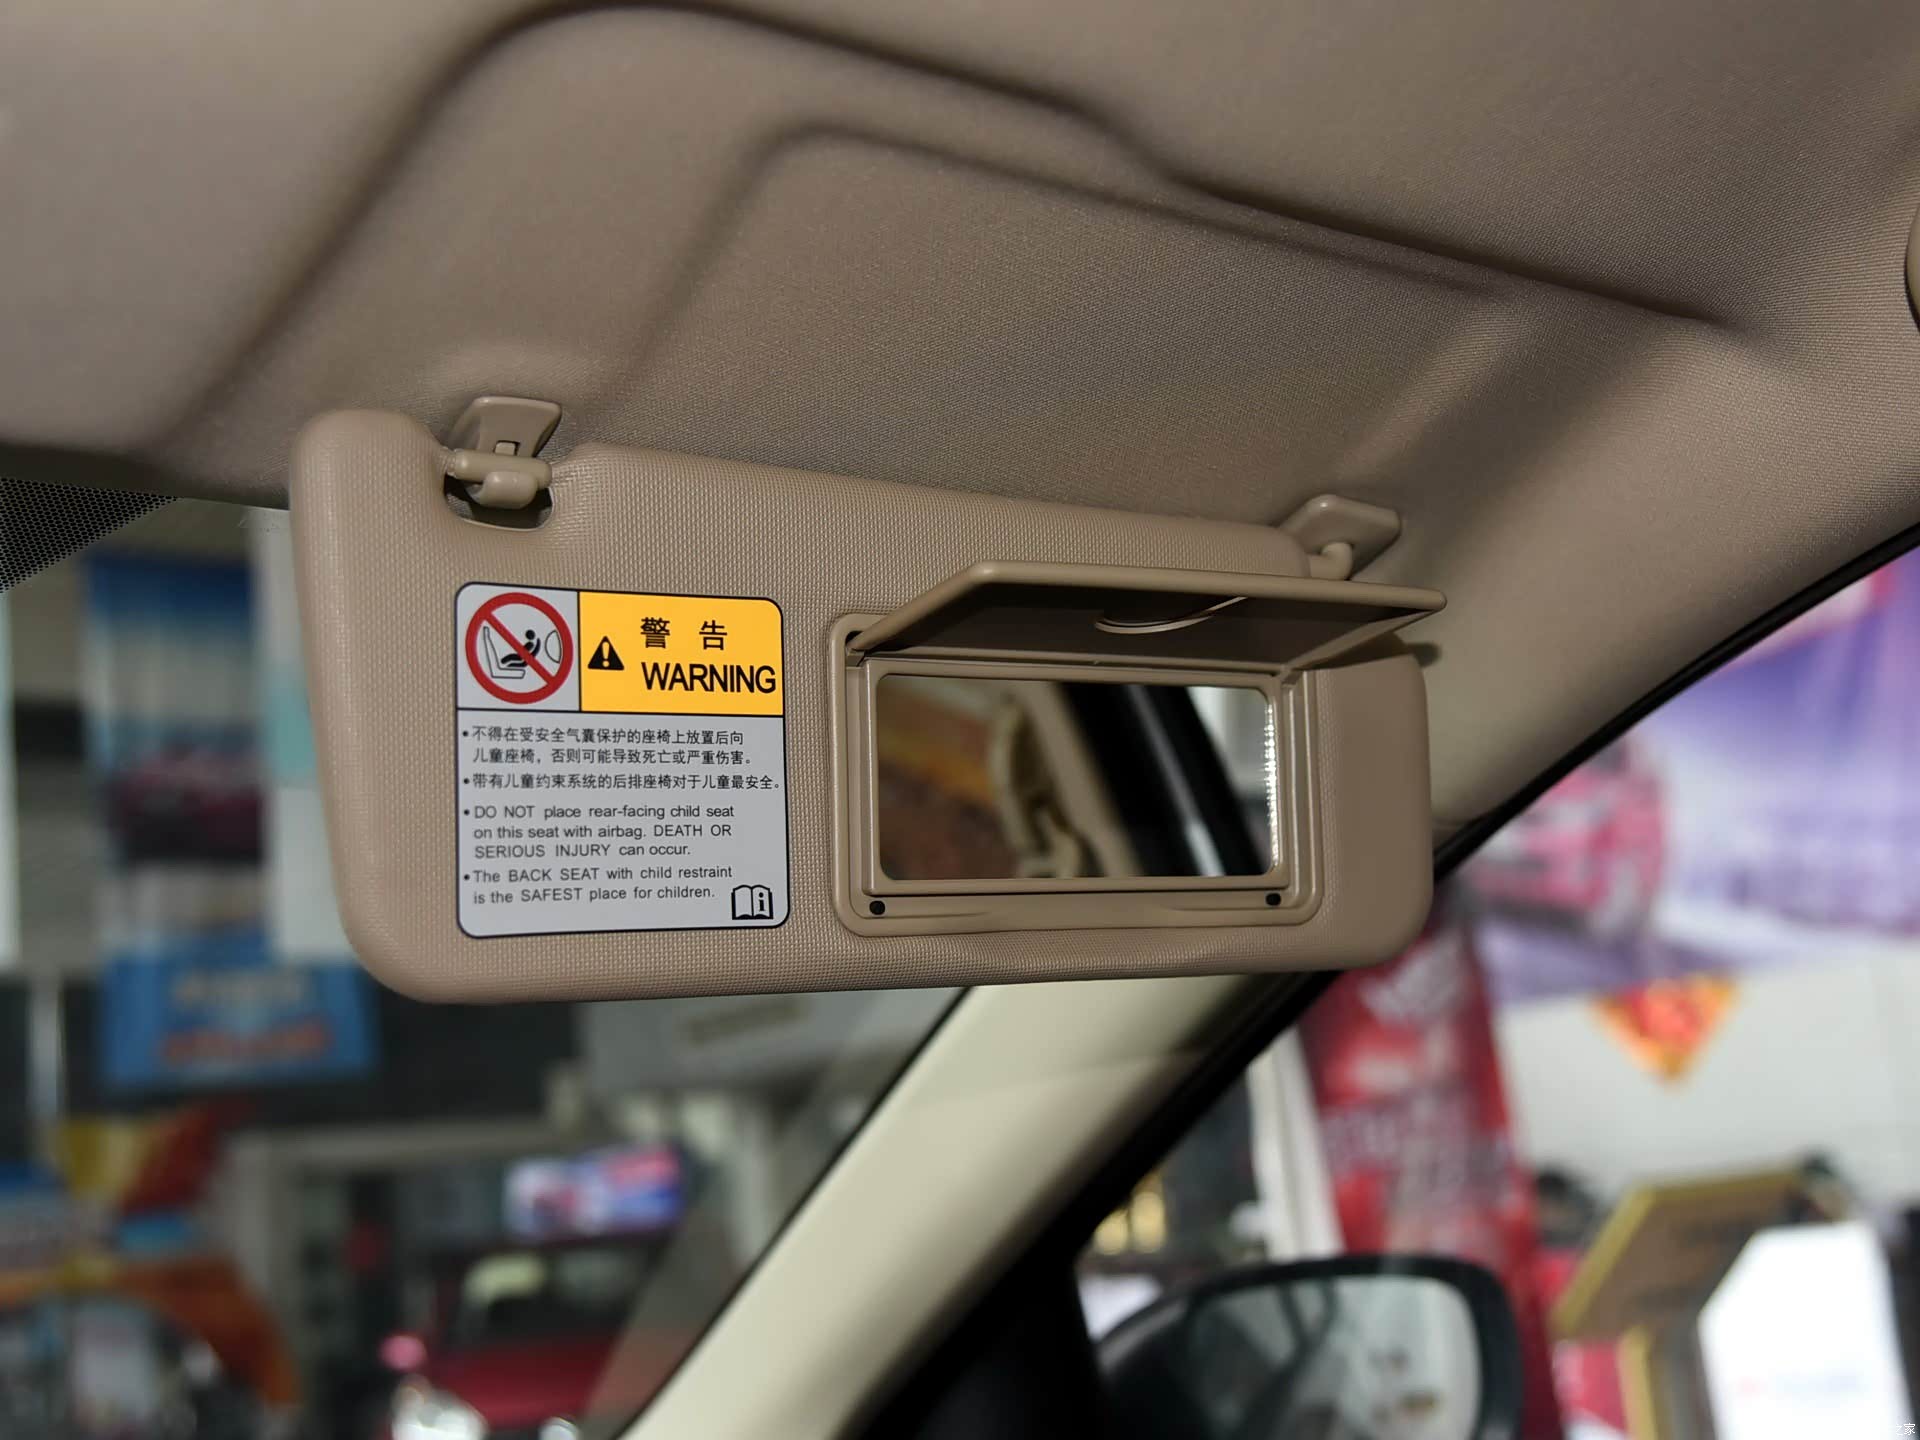 警 告
WARNING
•不得在受安全气囊保护的座椅上放置后向
儿童座椅，否则可能导致死亡或严重伤害。
•带有儿童约束系统的后排座椅对于儿童最安全。
•DO NOT place rear-facing child seat
on this seat with airbag. DEATH OR
SERIOUS INJURY can occur.
•The BACK SEAT with child restraint
is the SAFEST place for children.
之家